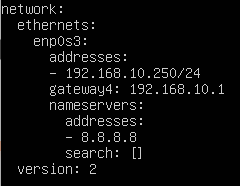 network:
  ethernets:
    enp0s3:
      addresses:
      - 192.168.10.250/24
      gateway4: 192.168.10.1
      nameservers:
        addresses:
        - 8.8.8.8
        search: []
  version: 2